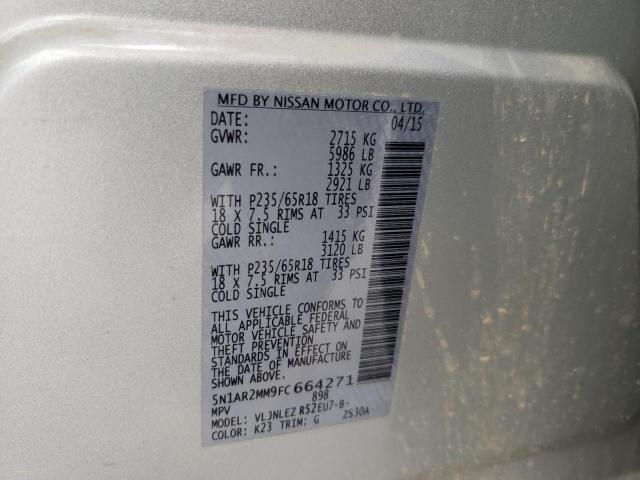 MFD BY NISSAN MOTOR CO., LTD.
DATE: 04/15
GVWR: 2715 KG
5986 LB
GAWR FR.: 1325 KG
2921 LB
WITH P235/65R18 TIRES
18 X 7.5 RIMS AT 33 PSI
COLD SINGLE
GAWR RR.: 1415 KG
3120 LB
WITH P235/65R18 TIRES
18 X 7.5 RIMS AT 33 PSI
COLD SINGLE
THIS VEHICLE CONFORMS TO
ALL APPLICABLE FEDERAL
MOTOR VEHICLE SAFETY AND
THEFT PREVENTION
STANDARDS IN EFFECT ON
THE DATE OF MANUFACTURE
SHOWN ABOVE.
5N1AR2MM9FC664271
MPV 898
MODEL: VLJNLEZ R52EU7-B-
COLOR: K23 TRIM: G ZS30A